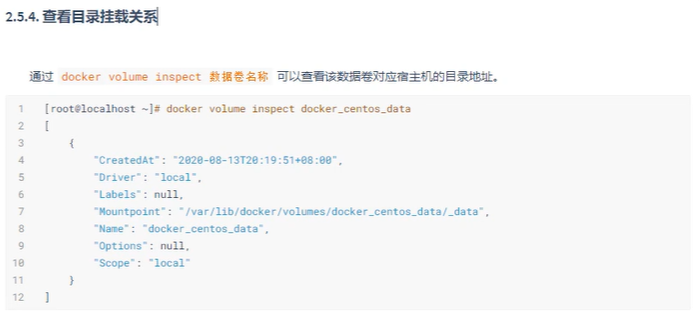 2.5.4. 查看目录挂载关系
通过 docker volume inspect 数据卷名称 可以查看该数据卷对应宿主机的目录地址。
1 [root@localhost ~]# docker volume inspect docker_centos_data
2 [
3 {
4 "CreatedAt": "2020-08-13T20:19:51+08:00",
5 "Driver": "local",
6 "Labels": null,
7 "Mountpoint": "/var/lib/docker/volumes/docker_centos_data/_data",
8 "Name": "docker_centos_data",
9 "Options": null,
10 "Scope": "local"
11 }
12 ]